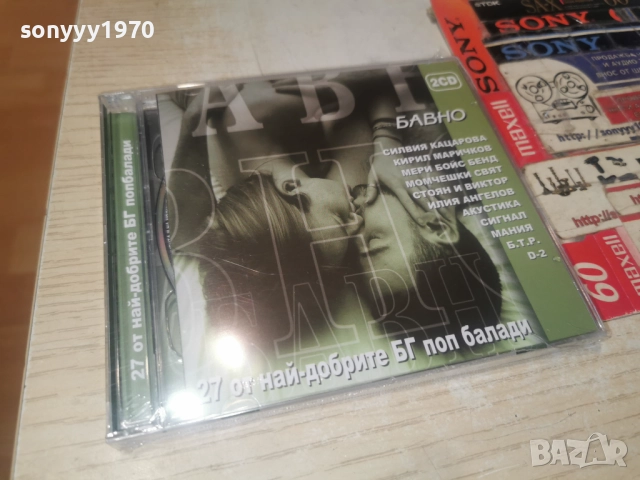 sonyyy1970
2CD
БАВНО
СИЛВИЯ КАЦАРОВА
КИРИЛ МАРИЧКОВ
МЕРИ БОЙС БЕНД
МОМЧЕШКИ СВЯТ
СТОЯН И ВИКТОР
ИЛИЯ АНГЕЛОВ
АКУСТИКА
СИГНАЛ
МАНИЯ
Б.Т.Р.
D-2
27 от най-добрите БГ поп балади
27 от най-добрите БГ попбалади
SONY
SONY
SONY
maxell
maxell
60
http://
BAZAR
bg